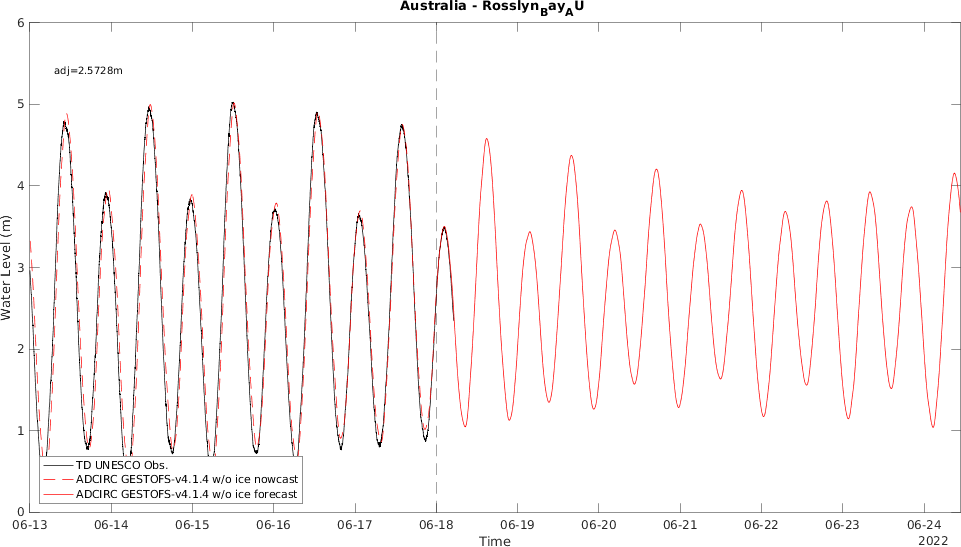 Australia - Rosslyn_Bay_AU
6
adj=2.5728m
5
4
3
2
1
0
Water Level (m)
TD UNESCO Obs.
ADCIRC GESTOFS-v4.1.4 w/o ice nowcast
ADCIRC GESTOFS-v4.1.4 w/o ice forecast
06-13 06-14 06-15 06-16 06-17 06-18 06-19 06-20 06-21 06-22 06-23 06-24
Time
2022